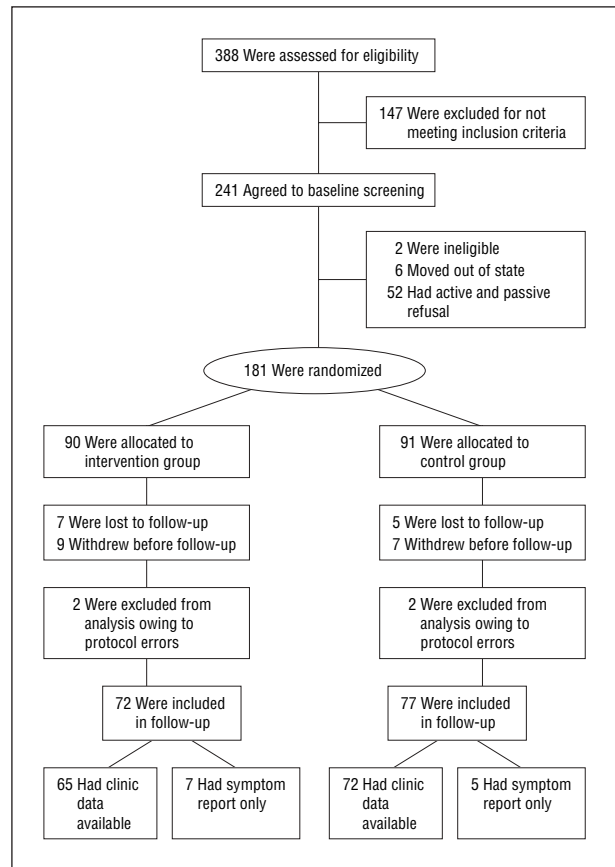 388 Were assessed for eligibility
147 Were excluded for not
meeting inclusion criteria
241 Agreed to baseline screening
2 Were ineligible
6 Moved out of state
52 Had active and passive
refusal
181 Were randomized
90 Were allocated to
intervention group
91 Were allocated to
control group
7 Were lost to follow-up
9 Withdrew before follow-up
5 Were lost to follow-up
7 Withdrew before follow-up
2 Were excluded from
analysis owing to
protocol errors
2 Were excluded from
analysis owing to
protocol errors
72 Were included
in follow-up
77 Were included
in follow-up
65 Had clinic
data
available
7 Had symptom
report only
72 Had clinic
data
available
5 Had symptom
report only